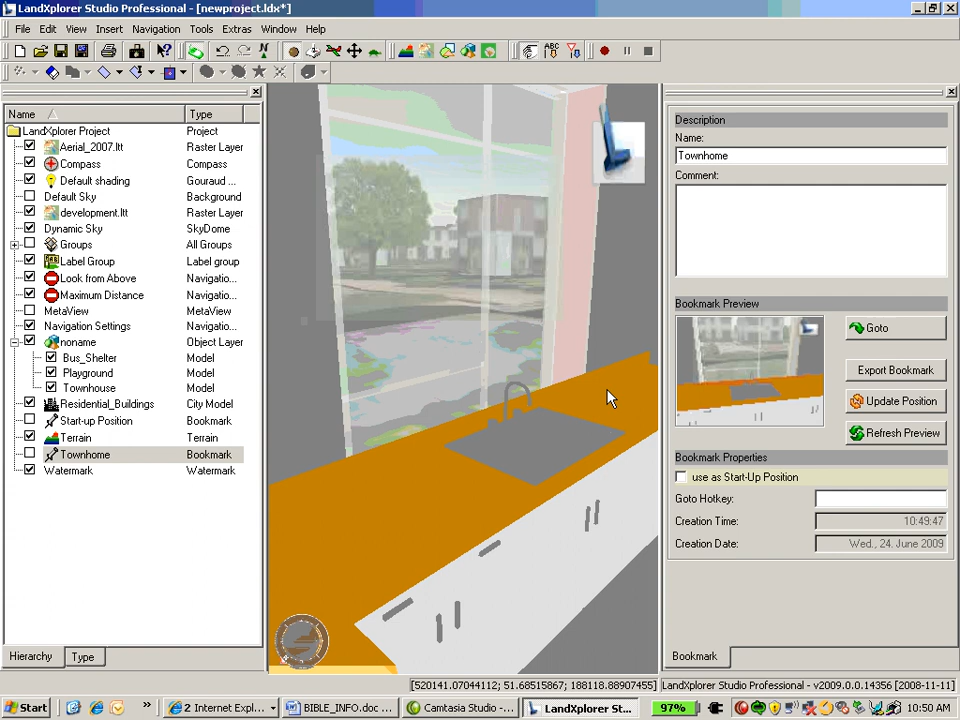 LandXplorer Studio Professional - [newproject.ldx*]
File Edit View Insert Navigation Tools Extras Window Help
N
ABC
Name Type
LandXplorer Project Project
Aerial_2007.ltt Raster Layer
Compass Compass
Default shading Gouraud ...
Default Sky Background
development.ltt Raster Layer
Dynamic Sky SkyDome
Groups All Groups
Label Group Label group
Look from Above Navigatio...
Maximum Distance Navigatio...
MetaView MetaView
Navigation Settings Navigatio...
noname Object Layer
Bus_Shelter Model
Playground Model
Townhouse Model
Residential_Buildings City Model
Start-up Position Bookmark
Terrain Terrain
Townhome Bookmark
Watermark Watermark
Hierarchy Type
Description
Name:
Townhome
Comment:
Bookmark Preview
Goto
Export Bookmark
Update Position
Refresh Preview
Bookmark Properties
use as Start-Up Position
Goto Hotkey:
Creation Time: 10:49:47
Creation Date: Wed., 24. June 2009
Bookmark
[520141.07044112; 51.68515867; 188118.88907455] LandXplorer Studio Professional - v2009.0.0.14356 [2008-11-11]
Start » 2 Internet Expl... BIBLE_INFO.doc ... Camtasia Studio -... LandXplorer St... 97% 10:50 AM